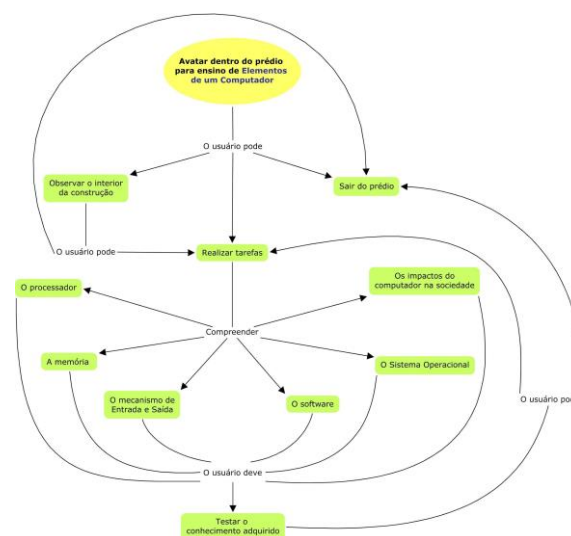 Avatar dentro do prédio
para ensino de Elementos
de um Computador
O usuário pode
Observar o interior
da construção
Sair do prédio
O usuário pode
Realizar tarefas
O processador
Os impactos do
computador na sociedade
Compreender
A memória
O Sistema Operacional
O mecanismo de
Entrada e Saída
O software
O usuário
O usuário deve
Testar o
conhecimento adquirido